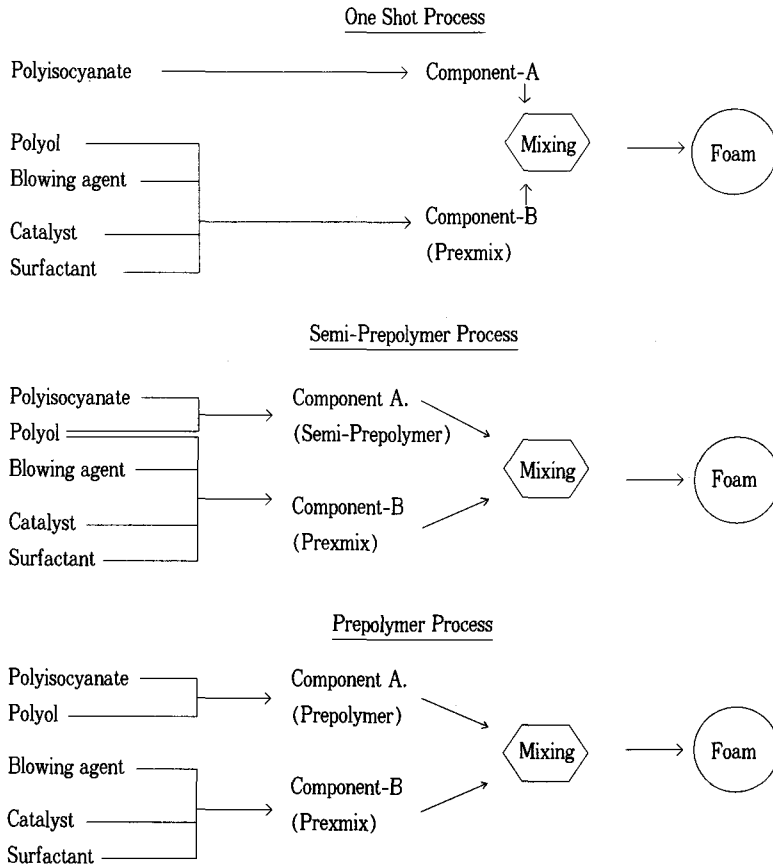 One Shot Process
Polyisocyanate
Component-A
Polyol
Mixing
Foam
Blowing agent
Component-B
Catalyst
(Prexmix)
Surfactant
Semi-Prepolymer Process
Polyisocyanate
Component A.
Polyol
(Semi-Prepolymer)
Blowing agent
Mixing
Foam
Component-B
Catalyst
(Prexmix)
Surfactant
Prepolymer Process
Polyisocyanate
Component A.
Polyol
(Prepolymer)
Mixing
Foam
Blowing agent
Component-B
Catalyst
(Prexmix)
Surfactant